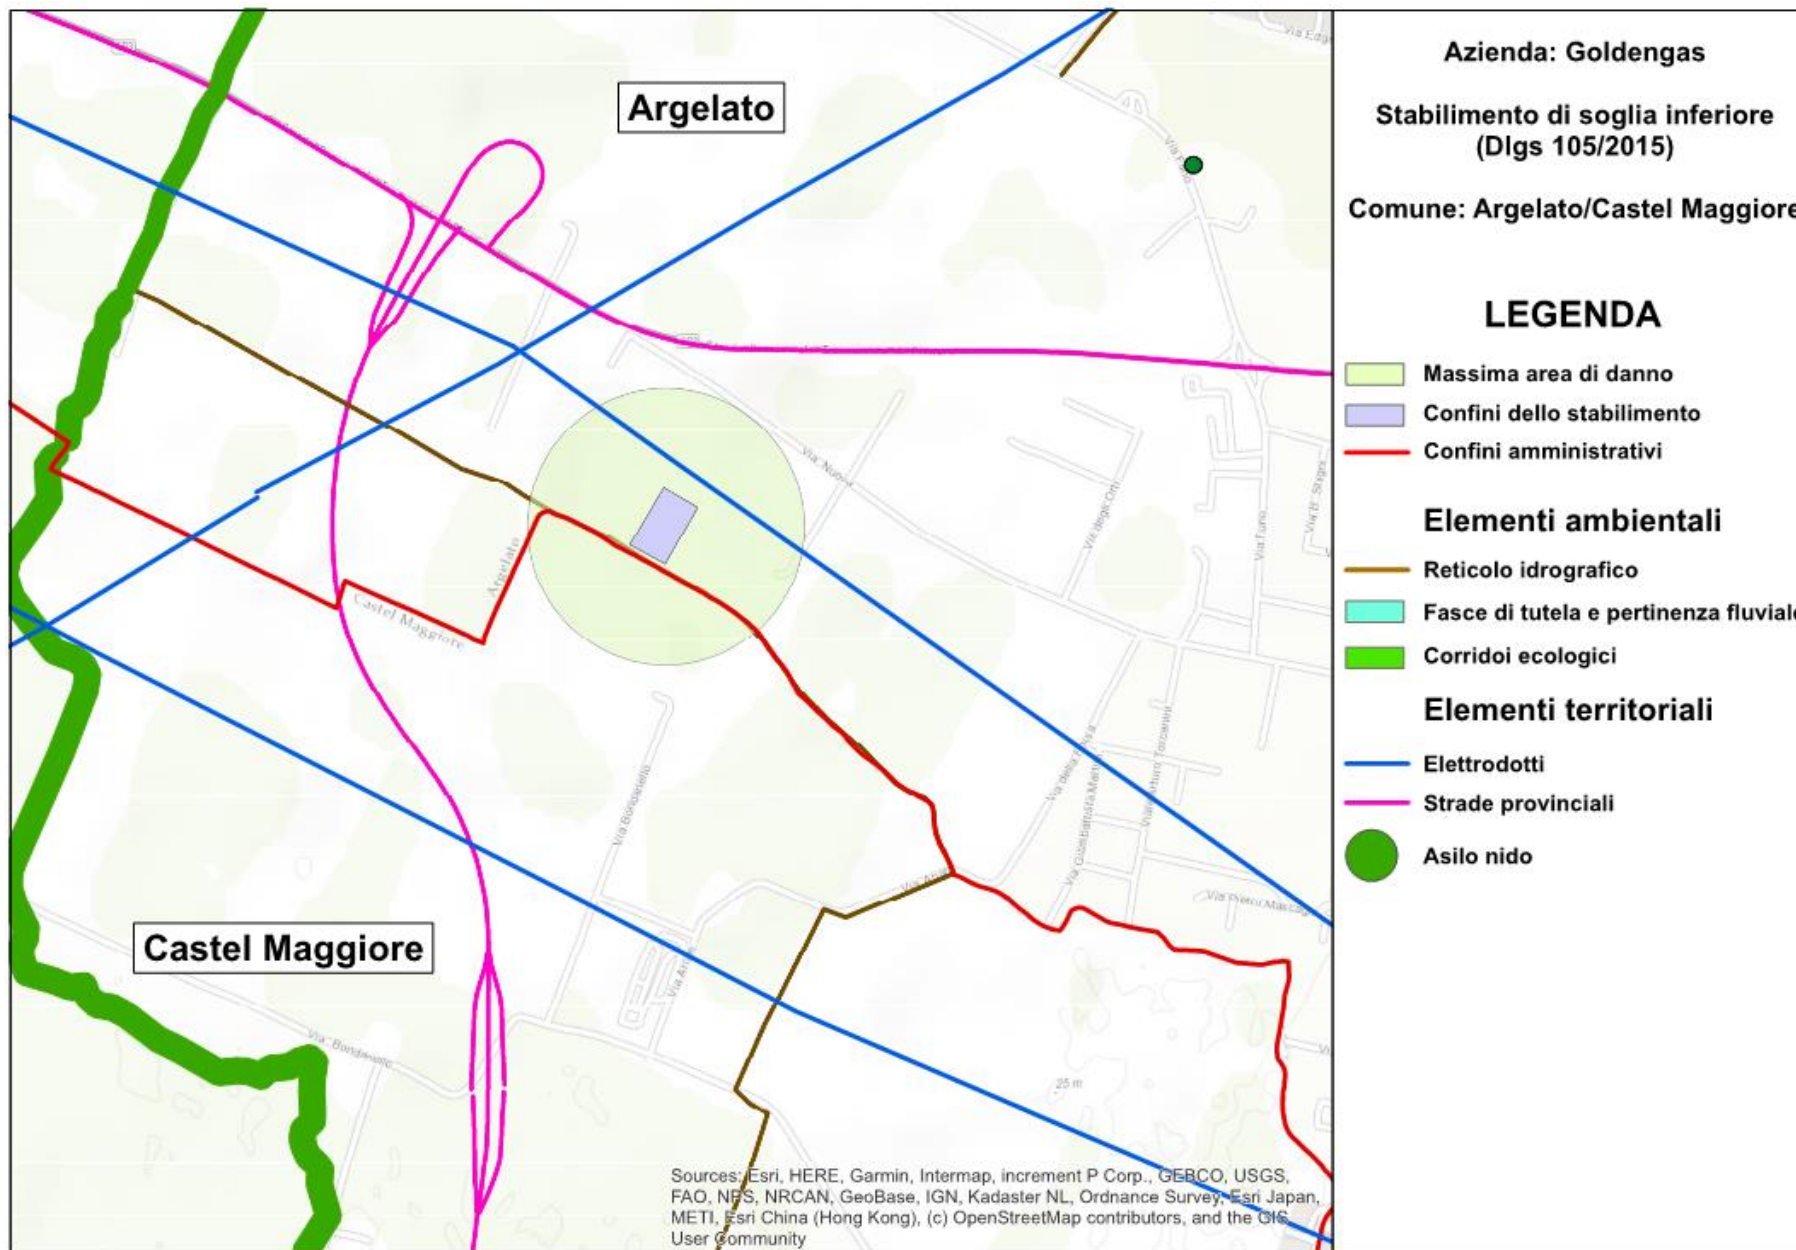 Argelato
Castel Maggiore
Argelato
Castel Maggiore
Via Nuova
Via degli Orti
Via Funo
Via Funo
Via B. Stagni
Via Bondanello
Via Bondanello
25 m
Sources: Esri, HERE, Garmin, Intermap, increment P Corp., GEBCO, USGS,
FAO, NPS, NRCAN, GeoBase, IGN, Kadaster NL, Ordnance Survey, Esri Japan,
METI, Esri China (Hong Kong), (c) OpenStreetMap contributors, and the GIS
User Community
Azienda: Goldengas
Stabilimento di soglia inferiore
(Dlgs 105/2015)
Comune: Argelato/Castel Maggiore
LEGENDA
Massima area di danno
Confini dello stabilimento
Confini amministrativi
Elementi ambientali
Reticolo idrografico
Fasce di tutela e pertinenza fluviale
Corridoi ecologici
Elementi territoriali
Elettrodotti
Strade provinciali
Asilo nido